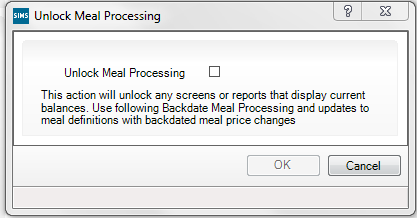 SIMS Unlock Meal Processing
Unlock Meal Processing
This action will unlock any screens or reports that display current
balances. Use following Backdate Meal Processing and updates to
meal definitions with backdated meal price changes
OK Cancel